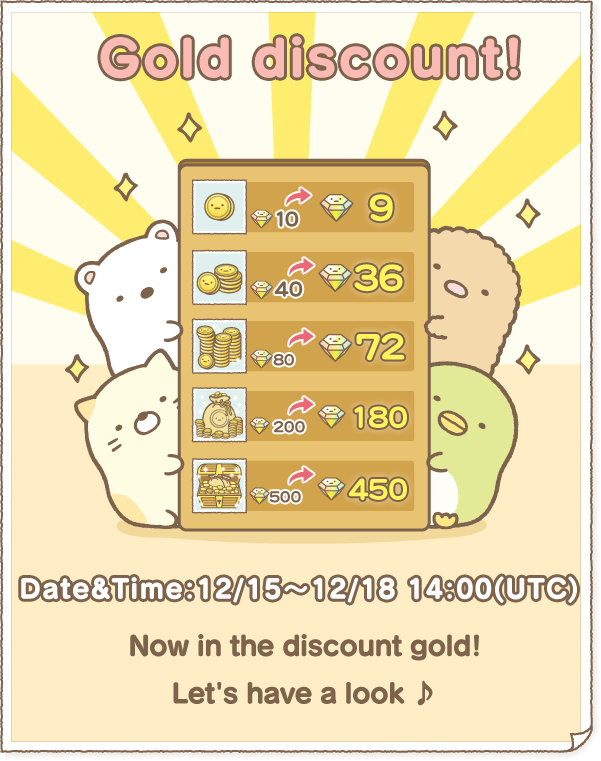 Gold discount!
10 9
40 36
80 72
200 180
500 450
Date&Time:12/15～12/18 14:00(UTC)
Now in the discount gold!
Let's have a look ♪